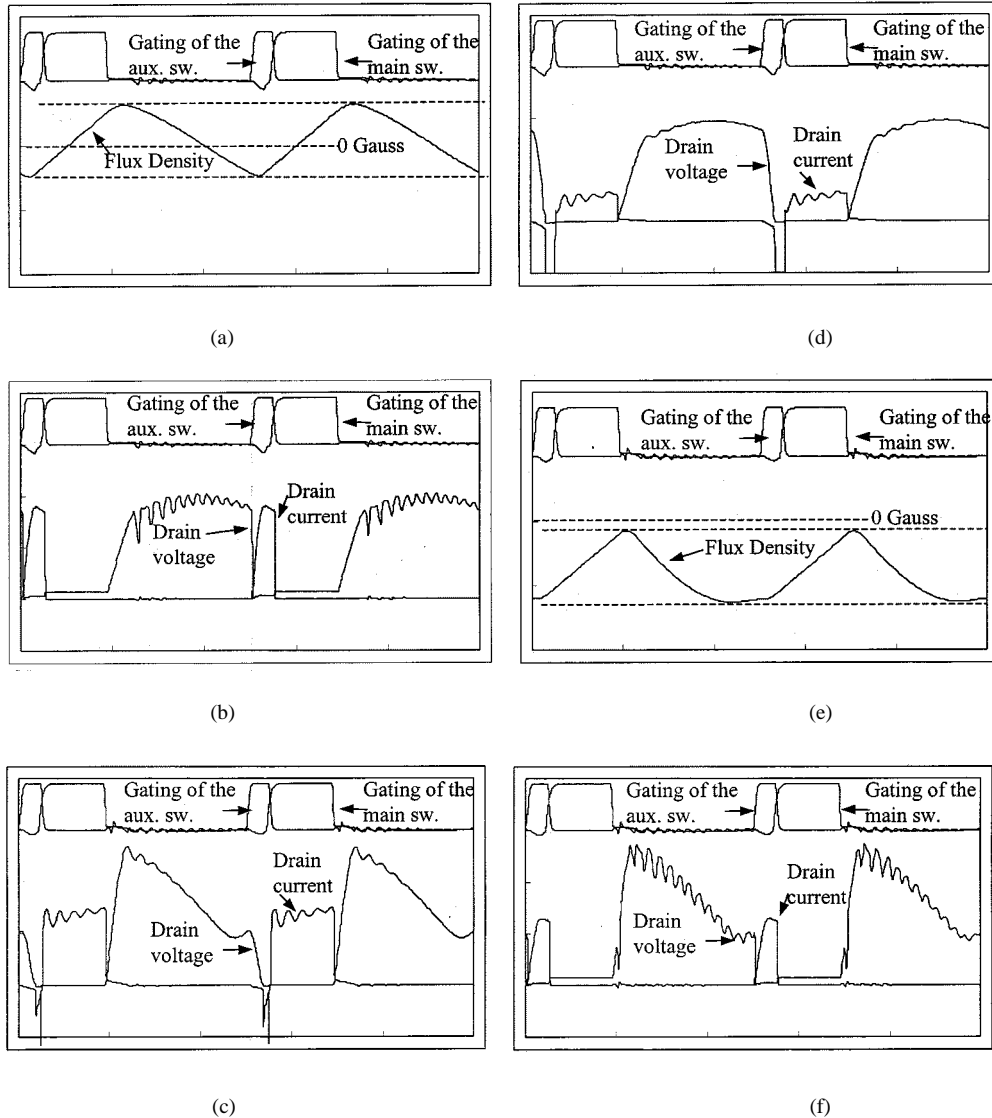 Gating of the
aux. sw.
Gating of the
main sw.
0 Gauss
Flux Density
(a)
Gating of the
aux. sw.
Gating of the
main sw.
Drain
voltage
Drain
current
(d)
Gating of the
aux. sw.
Gating of the
main sw.
Drain
current
Drain
voltage
(b)
Gating of the
aux. sw.
Gating of the
main sw.
0 Gauss
Flux Density
(e)
Gating of the
aux. sw.
Gating of the
main sw.
Drain
current
Drain
voltage
(c)
Gating of the
aux. sw.
Gating of the
main sw.
Drain
current
Drain
voltage
(f)